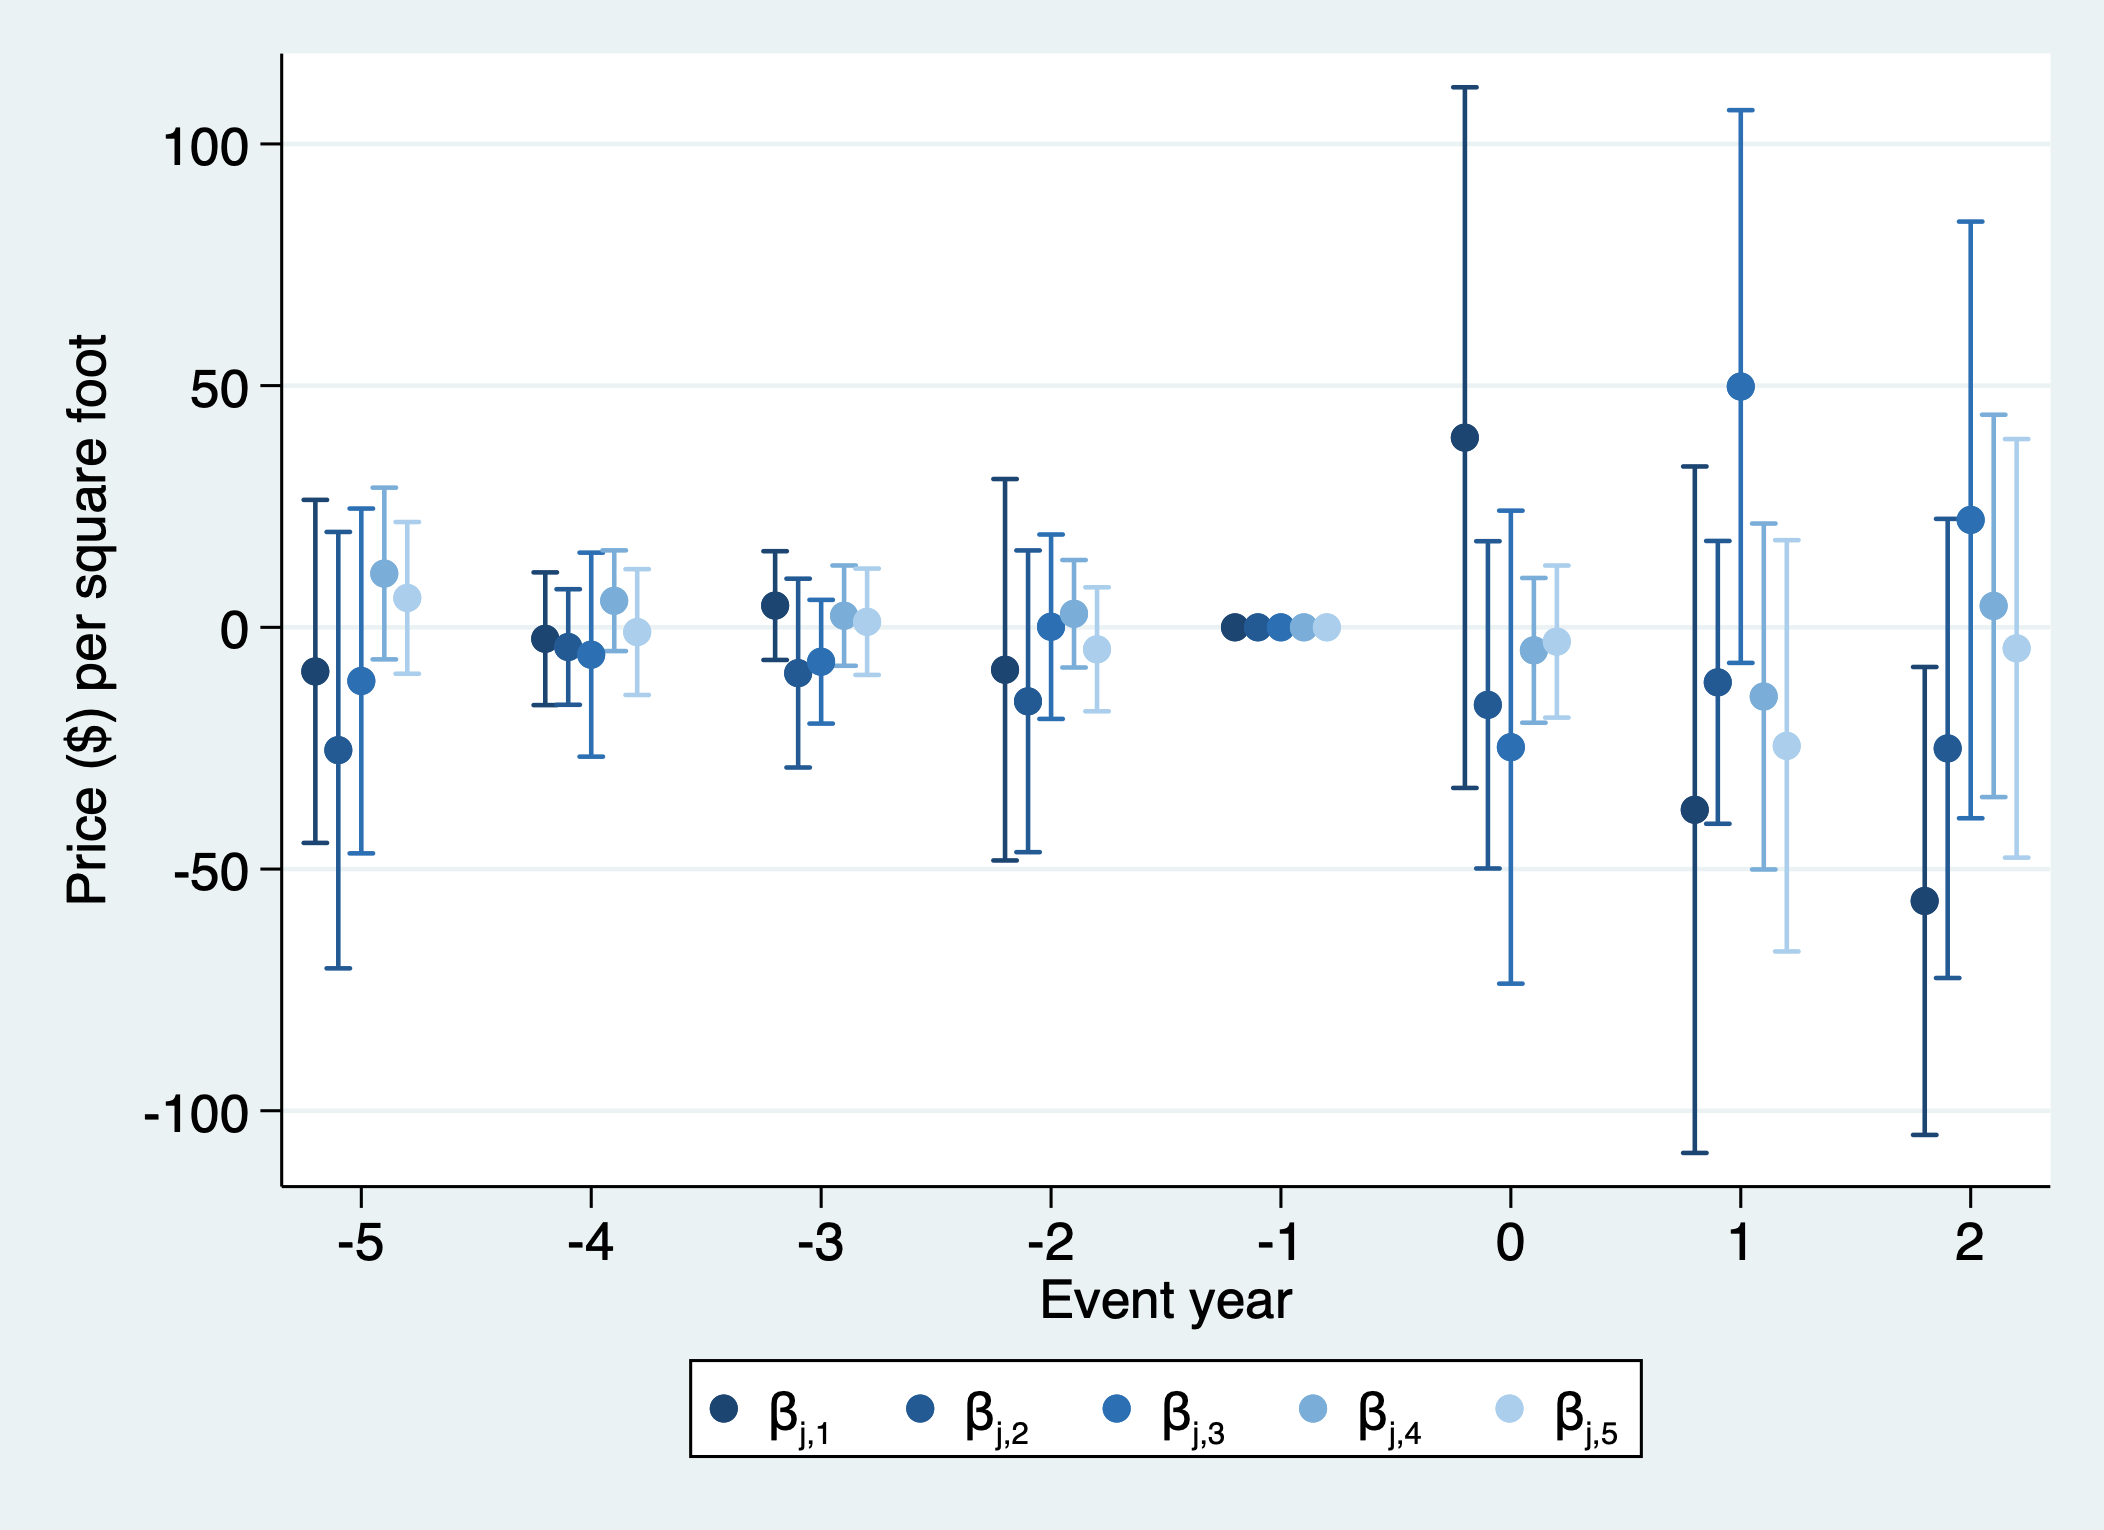 Price ($) per square foot
100
50
0
-50
-100
-5 -4 -3 -2 -1 0 1 2
Event year
βj,1 βj,2 βj,3 βj,4 βj,5